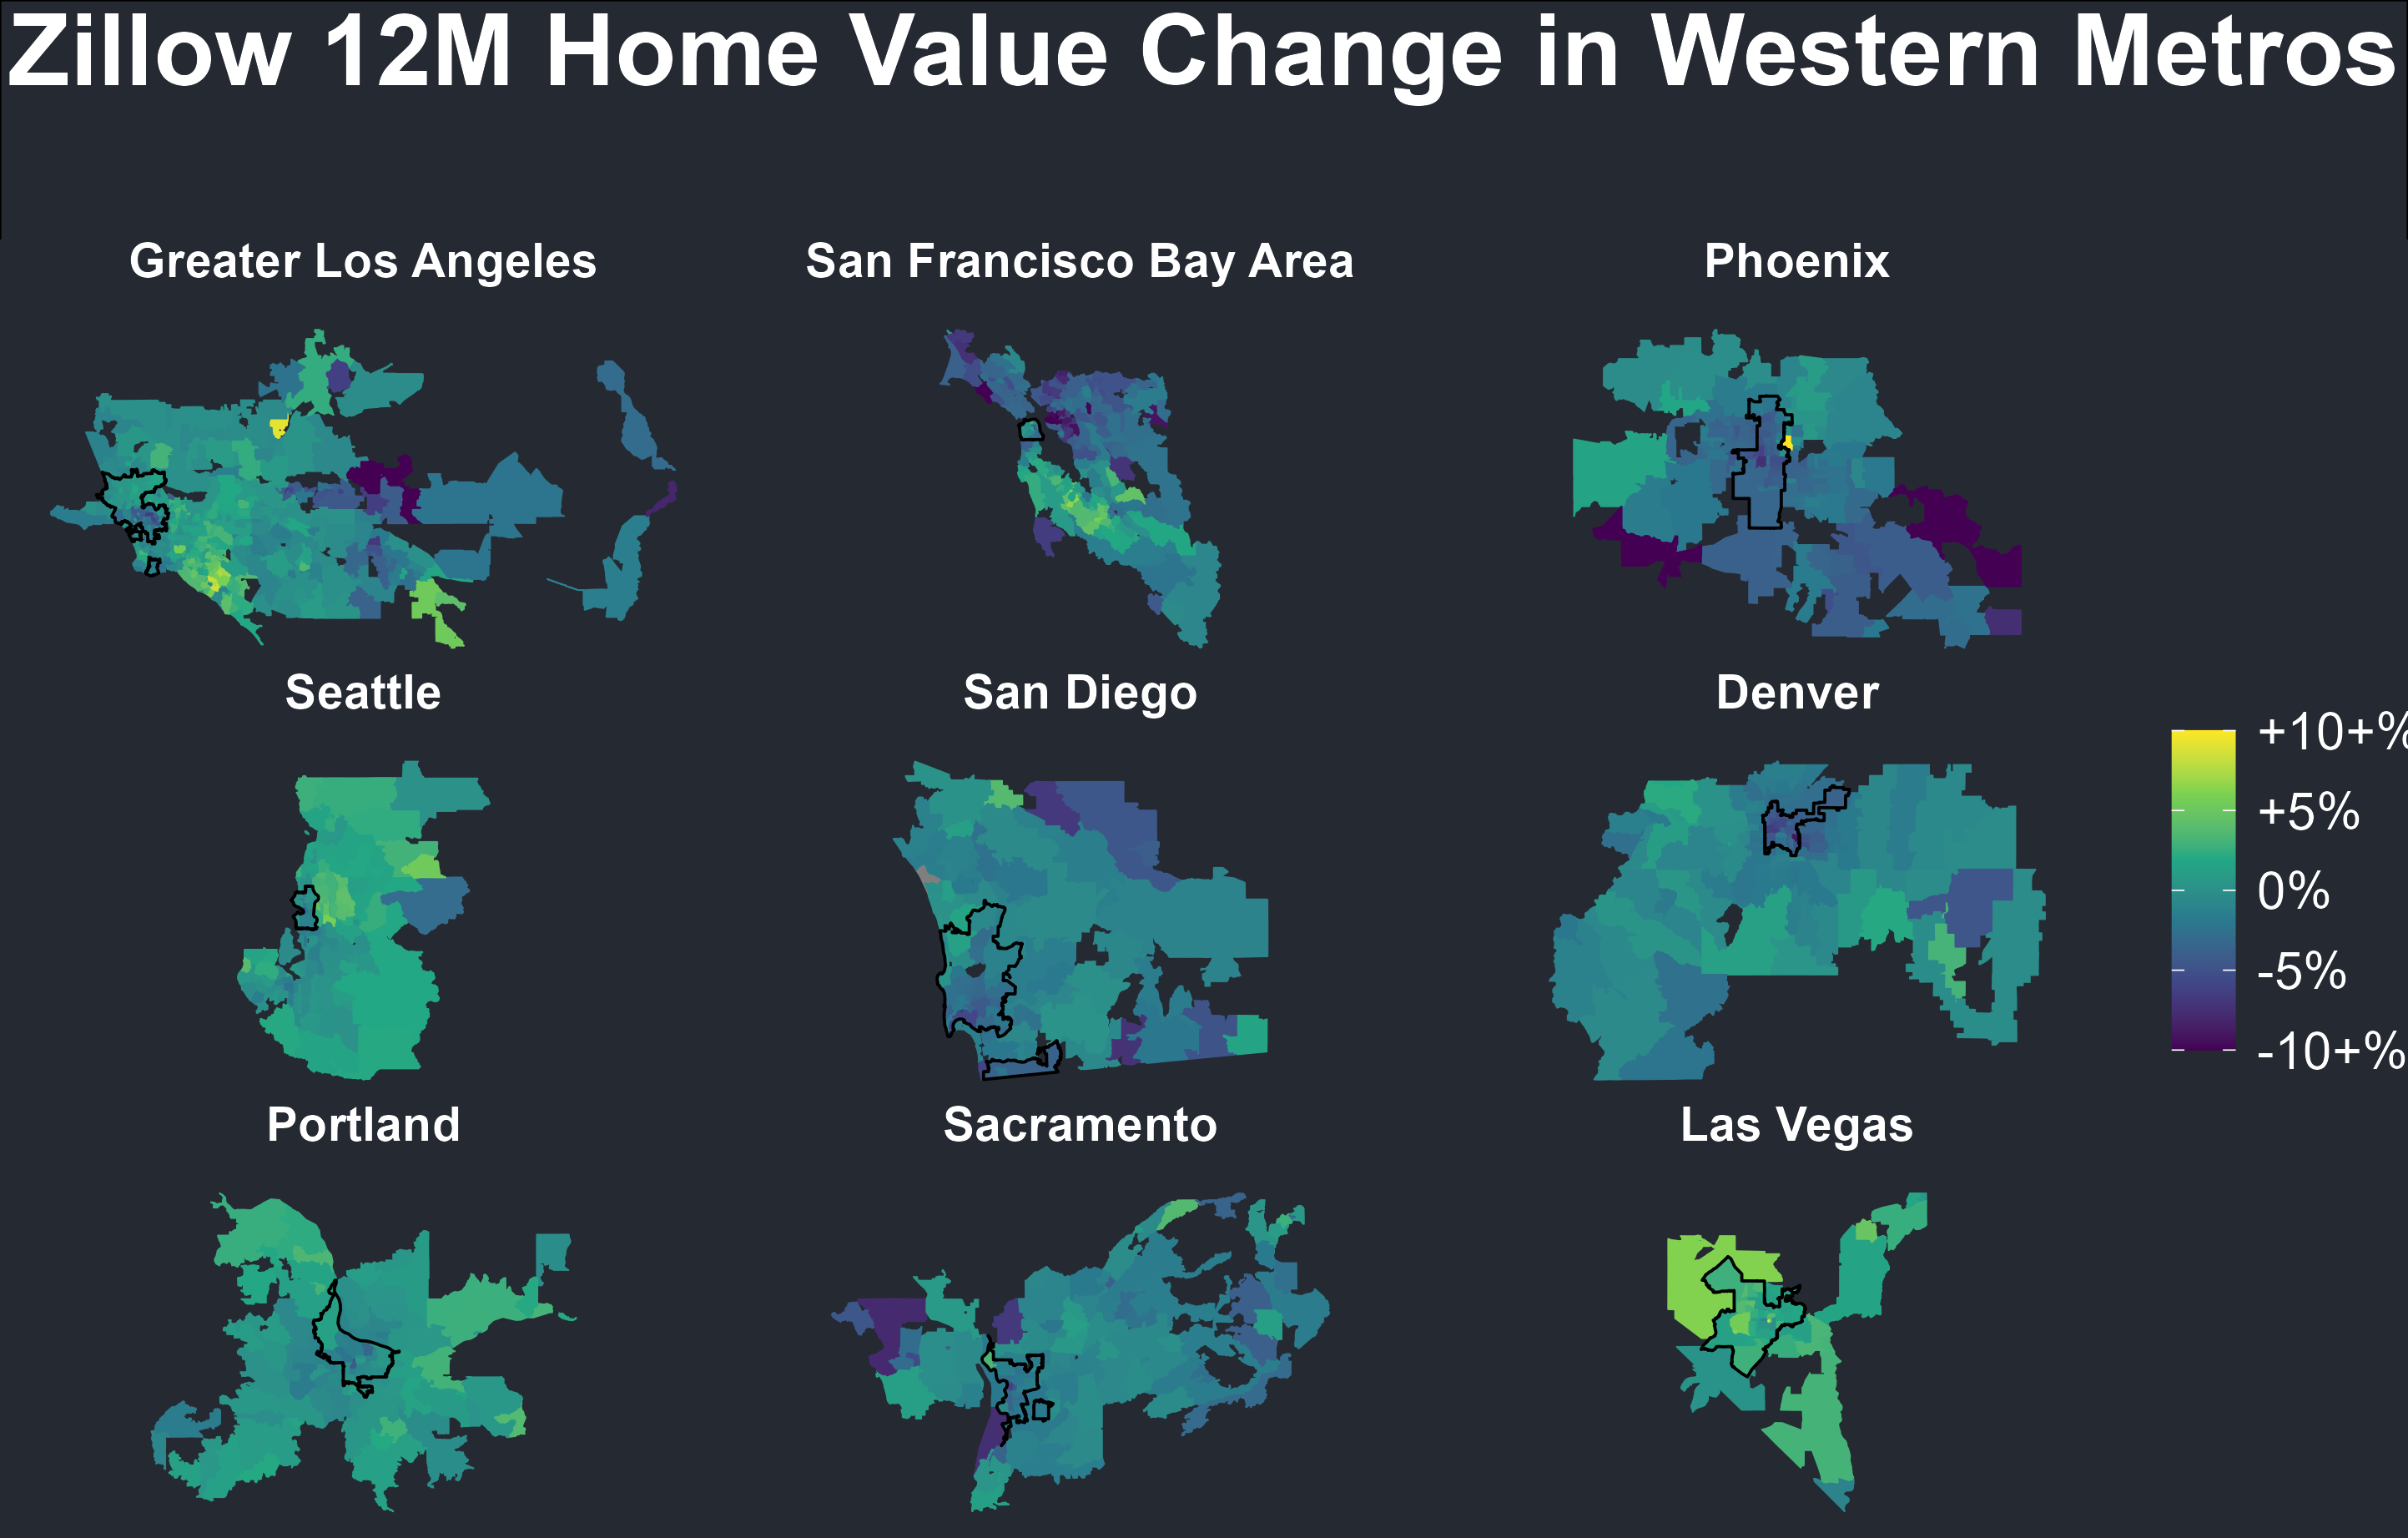 Zillow 12M Home Value Change in Western Metros
Greater Los Angeles
San Francisco Bay Area
Phoenix
Seattle
San Diego
Denver
+10+%
+5%
0%
-5%
-10+%
Portland
Sacramento
Las Vegas